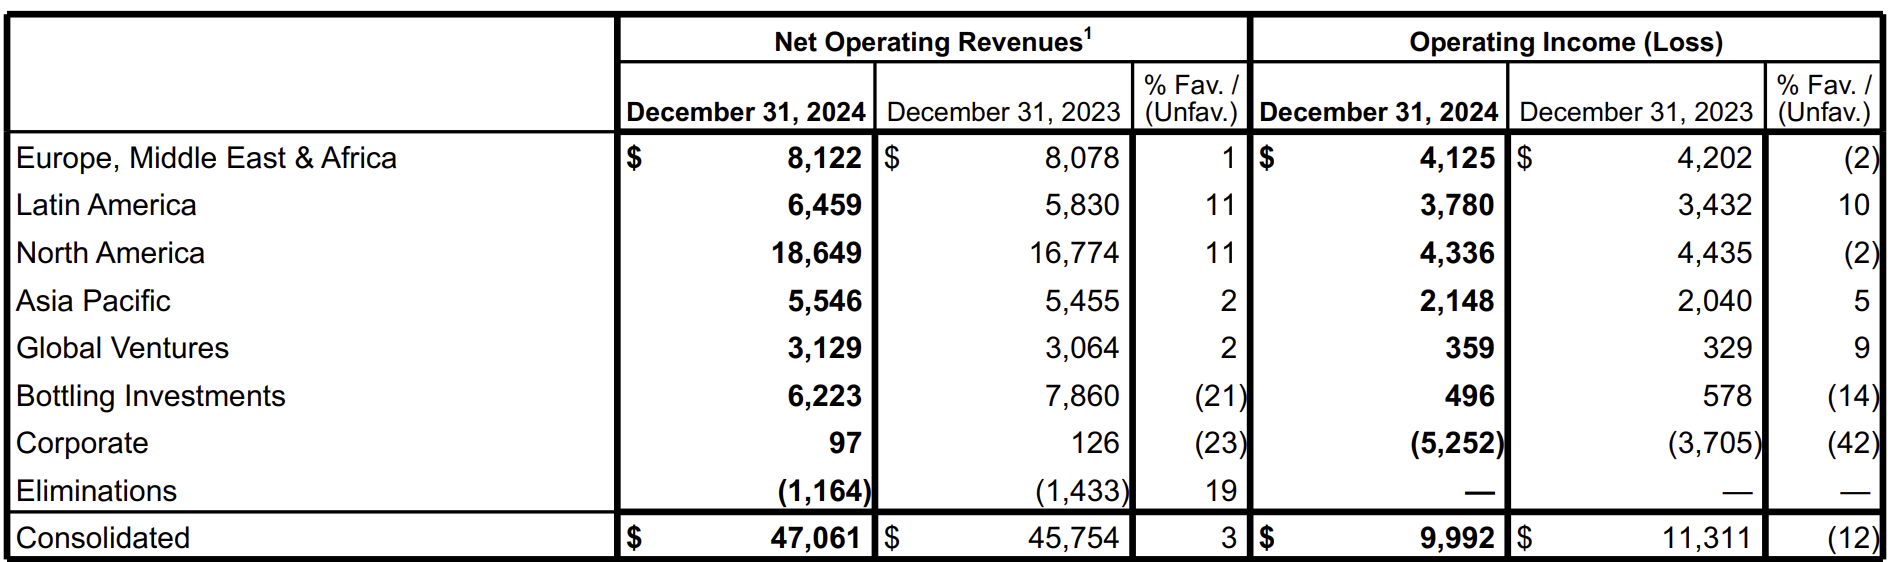 Net Operating Revenues1 Operating Income (Loss)
% Fav. / % Fav. /
December 31, 2024 December 31, 2023 (Unfav.) December 31, 2024 December 31, 2023 (Unfav.)
Europe, Middle East & Africa $ 8,122 $ 8,078 1 $ 4,125 $ 4,202 (2)
Latin America 6,459 5,830 11 3,780 3,432 10
North America 18,649 16,774 11 4,336 4,435 (2)
Asia Pacific 5,546 5,455 2 2,148 2,040 5
Global Ventures 3,129 3,064 2 359 329 9
Bottling Investments 6,223 7,860 (21) 496 578 (14)
Corporate 97 126 (23) (5,252) (3,705) (42)
Eliminations (1,164) (1,433) 19 — — —
Consolidated $ 47,061 $ 45,754 3 $ 9,992 $ 11,311 (12)